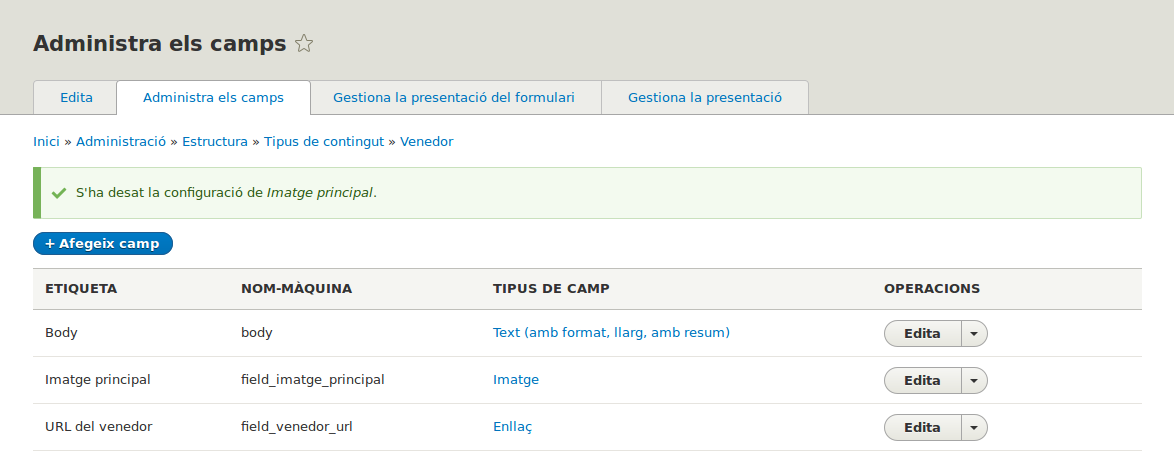 Administra els camps
Edita Administra els camps Gestiona la presentació del formulari Gestiona la presentació
Inici » Administració » Estructura » Tipus de contingut » Venedor
S'ha desat la configuració de Imatge principal.
+ Afegeix camp
ETIQUETA NOM-MÀQUINA TIPUS DE CAMP OPERACIONS
Body body Text (amb format, llarg, amb resum) Edita
Imatge principal field_imatge_principal Imatge Edita
URL del venedor field_venedor_url Enllaç Edita